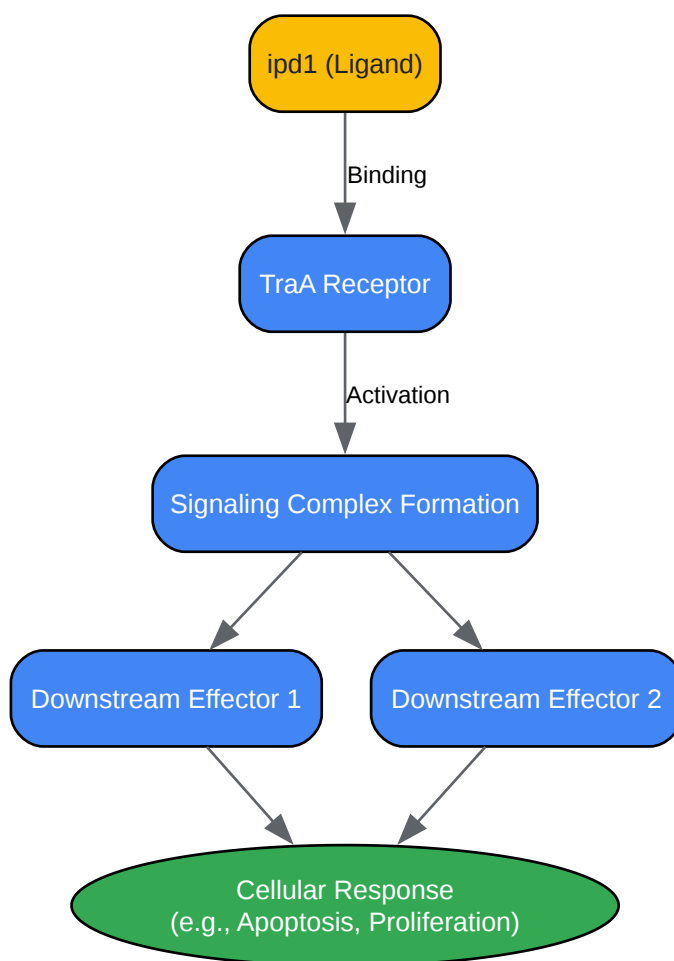 ipd1 (Ligand)
Binding
TraA Receptor
Activation
Signaling Complex Formation
Downstream Effector 1
Downstream Effector 2
Cellular Response
(e.g., Apoptosis, Proliferation)